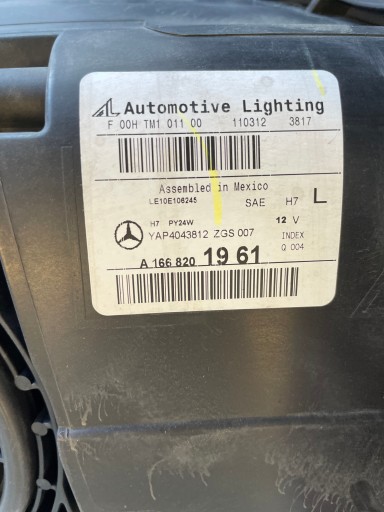 AL Automotive Lighting
F 00H TM1 011 00 110312 3817
Assembled in Mexico
LE10E106245 SAE H7 L
H7 PY24W 12 V
YAP4043812 ZGS 007 INDEX
Q 004
A 166 820 19 61